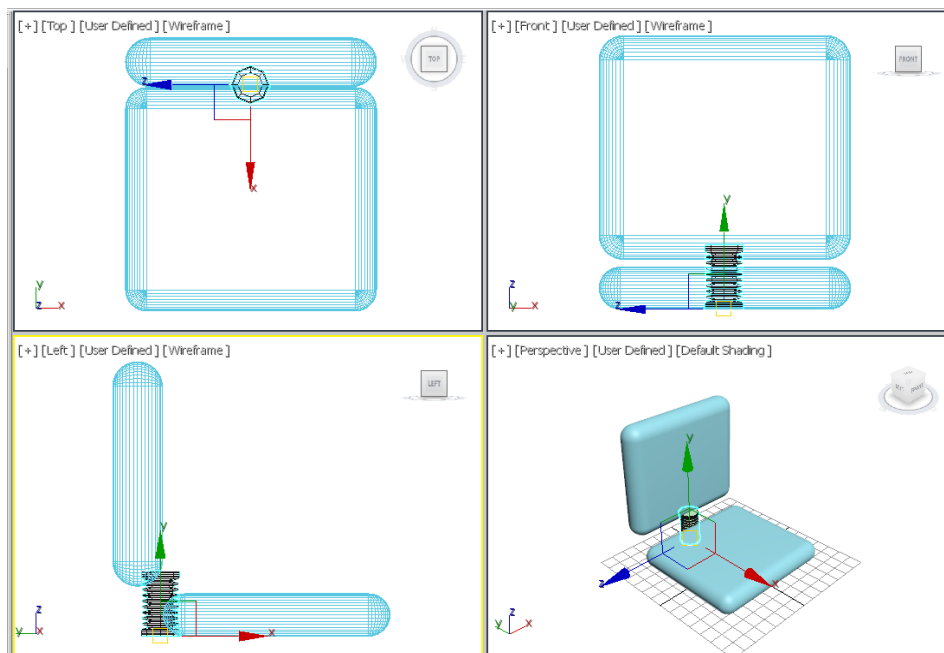 [+] [Top] [User Defined] [Wireframe]
TOP
z
x
y
z x
[+] [Front] [User Defined] [Wireframe]
FRONT
y
z
z
y x
[+] [Left] [User Defined] [Wireframe]
LEFT
y
x
z
y x
[+] [Perspective] [User Defined] [Default Shading]
y
z
x
z
y x